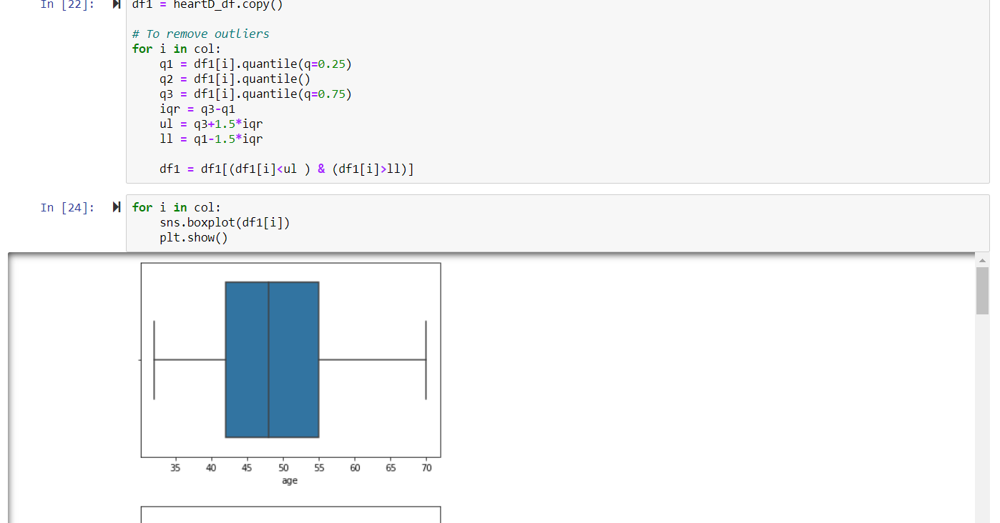 In [22]: df1 = heartD_df.copy()
# To remove outliers
for i in col:
    q1 = df1[i].quantile(q=0.25)
    q2 = df1[i].quantile()
    q3 = df1[i].quantile(q=0.75)
    iqr = q3-q1
    ul = q3+1.5*iqr
    ll = q1-1.5*iqr
    df1 = df1[(df1[i]<ul ) & (df1[i]>ll)]
In [24]: for i in col:
    sns.boxplot(df1[i])
    plt.show()
35 40 45 50 55 60 65 70
age